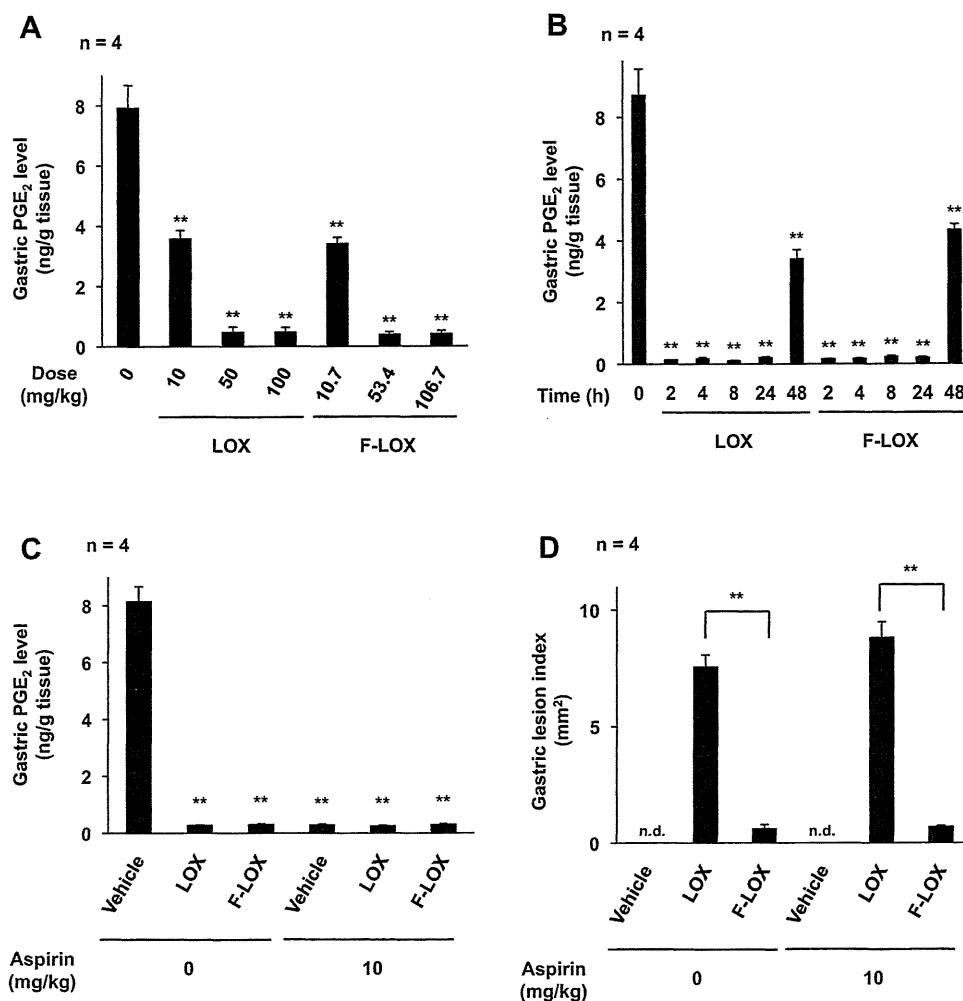 A
n = 4
Gastric PGE₂ level
(ng/g tissue)
8
6
4
2
0
** ** ** ** ** **
Dose
(mg/kg)
0 10 50 100 10.7 53.4 106.7
LOX F-LOX
B
n = 4
Gastric PGE₂ level
(ng/g tissue)
8
6
4
2
0
** ** ** ** ** ** ** ** ** **
Time (h) 0 2 4 8 24 48 2 4 8 24 48
LOX F-LOX
C
n = 4
Gastric PGE₂ level
(ng/g tissue)
8
6
4
2
0
** ** ** ** **
Vehicle LOX F-LOX Vehicle LOX F-LOX
Aspirin
(mg/kg)
0 10
D
n = 4
Gastric lesion index
(mm²)
10
5
0
** **
n.d. n.d.
Vehicle LOX F-LOX Vehicle LOX F-LOX
Aspirin
(mg/kg)
0 10